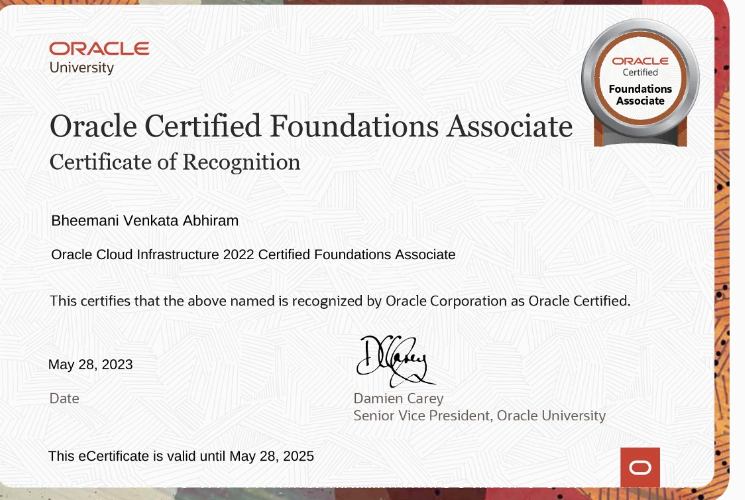 ORACLE
University
ORACLE
Certified
Foundations
Associate
Oracle Certified Foundations Associate
Certificate of Recognition
Bheemani Venkata Abhiram
Oracle Cloud Infrastructure 2022 Certified Foundations Associate
This certifies that the above named is recognized by Oracle Corporation as Oracle Certified.
May 28, 2023
Date
DCarey
Damien Carey
Senior Vice President, Oracle University
This eCertificate is valid until May 28, 2025